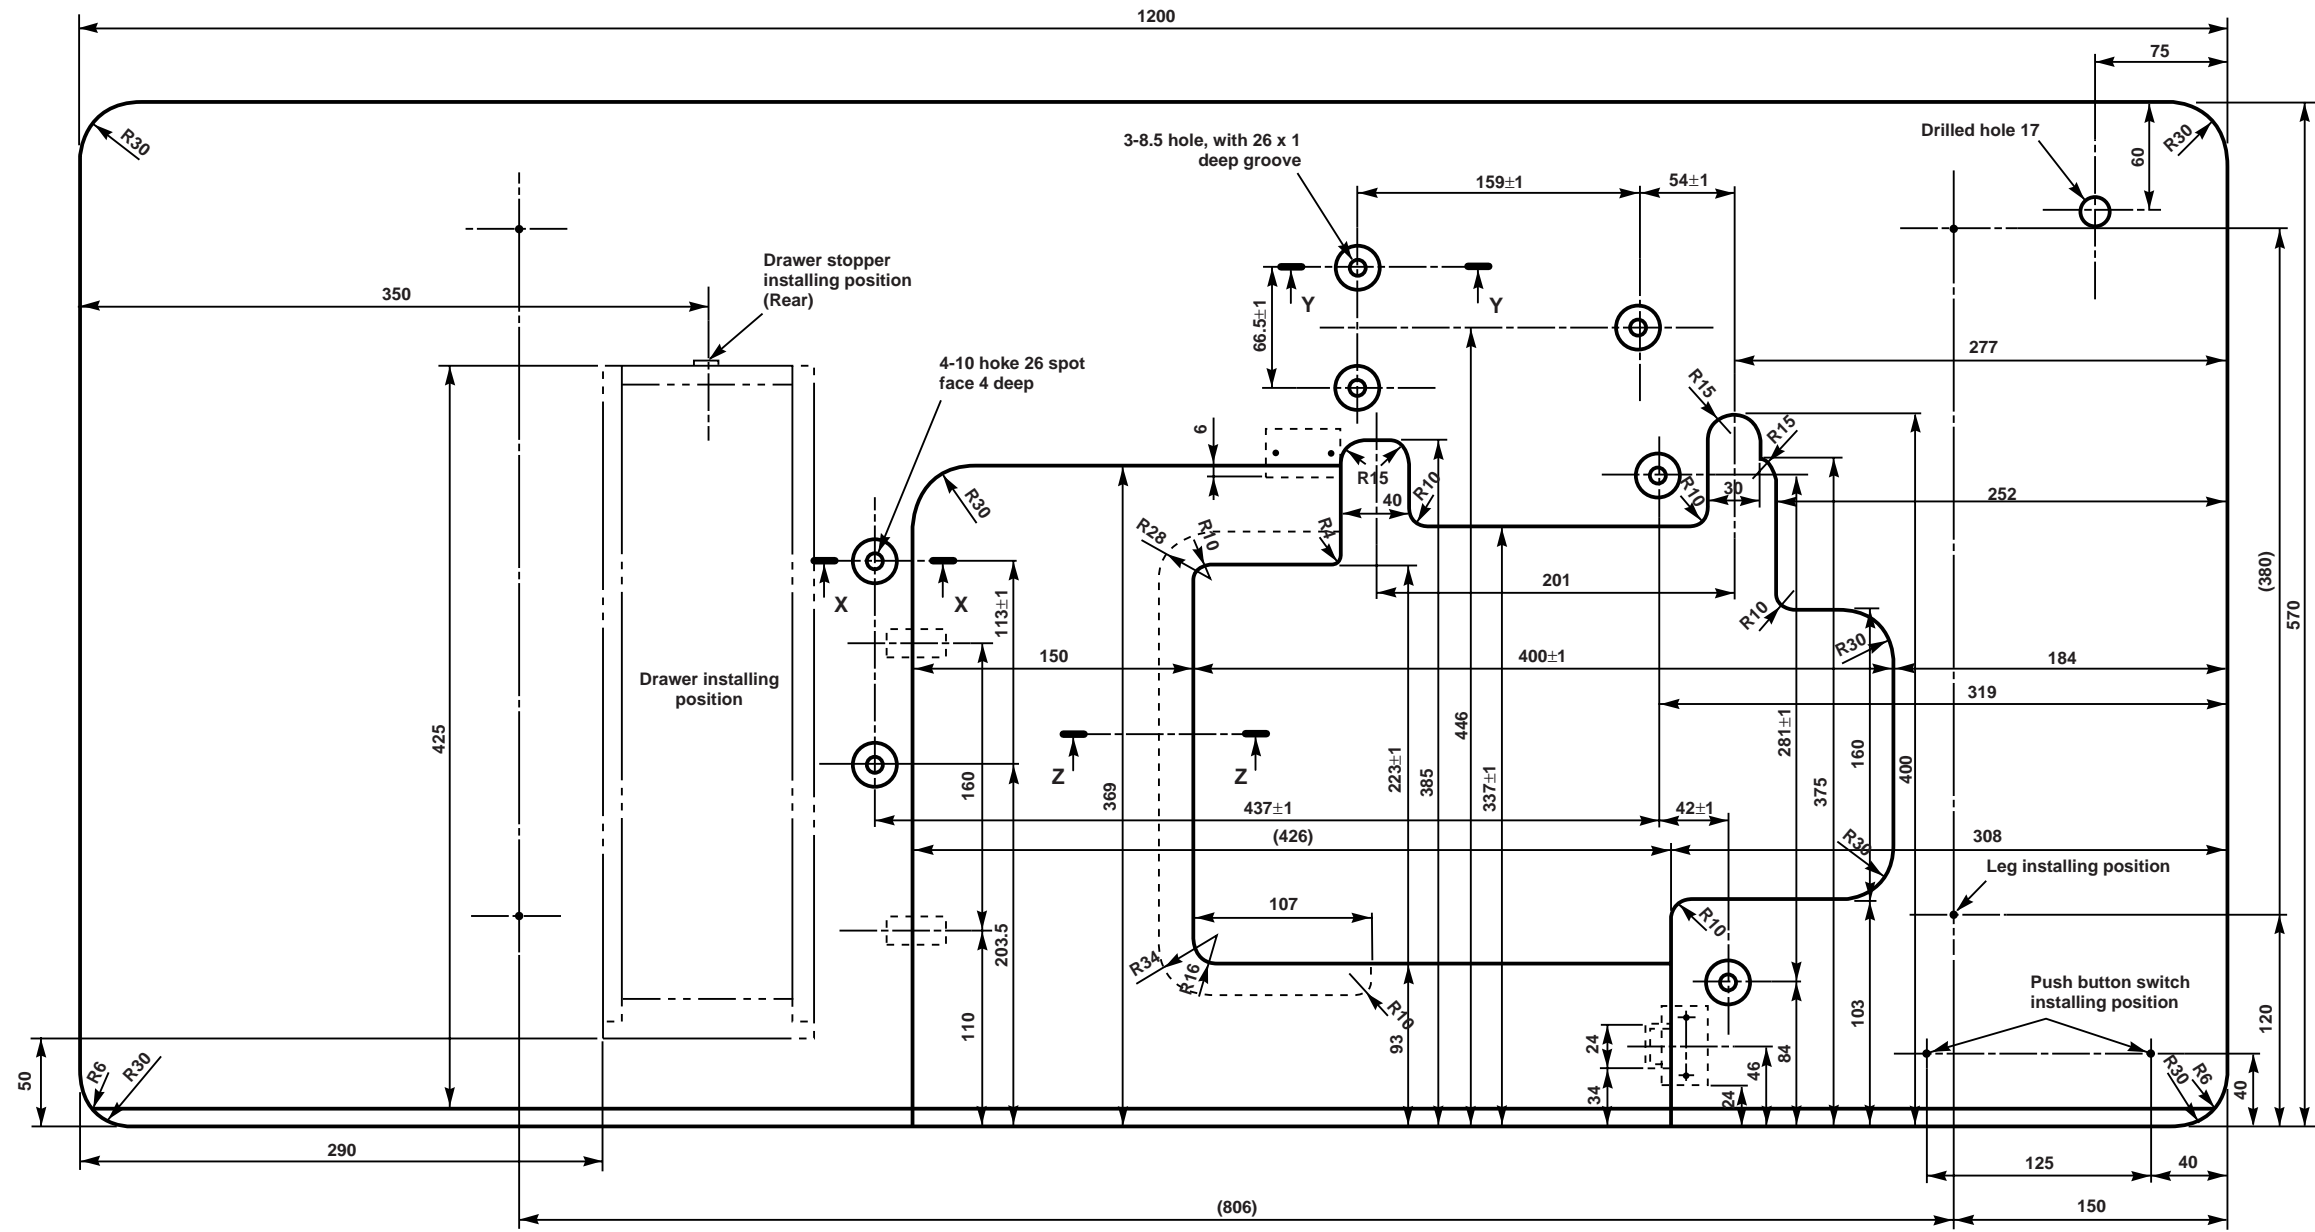 1200
75
R30
3-8.5 hole, with 26 x 1
deep groove
Drilled hole 17
R30
60
159±1
54±1
Drawer stopper
installing position
(Rear)
350
Y
Y
66.5±1
277
4-10 hoke 26 spot
face 4 deep
R15
R15
6
R15
R10
R10
30
40
252
R30
R28
R10
R4
(380)
570
201
X
X
113±1
R10
R30
150
400±1
184
Drawer installing
position
319
425
446
281±1
160
Z
Z
223±1
385
337±1
400
160
369
375
437±1
42±1
(426)
308
R30
Leg installing position
107
R10
203.5
R34
R16
R10
Push button switch
installing position
110
93
103
120
24
84
46
50
R6
R30
R30
R6
40
34
24
290
125
40
(806)
150